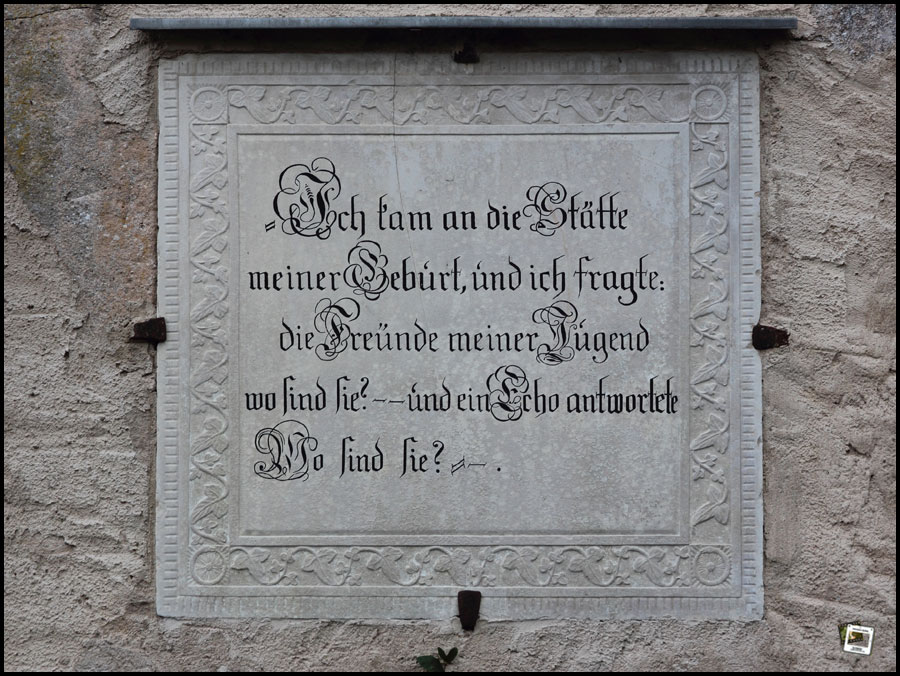 „Ich kam an die Stätte
meiner Geburt, und ich fragte:
die Freunde meiner Jugend
wo sind sie? -- und ein Echo antwortete
Wo sind sie? “ – .